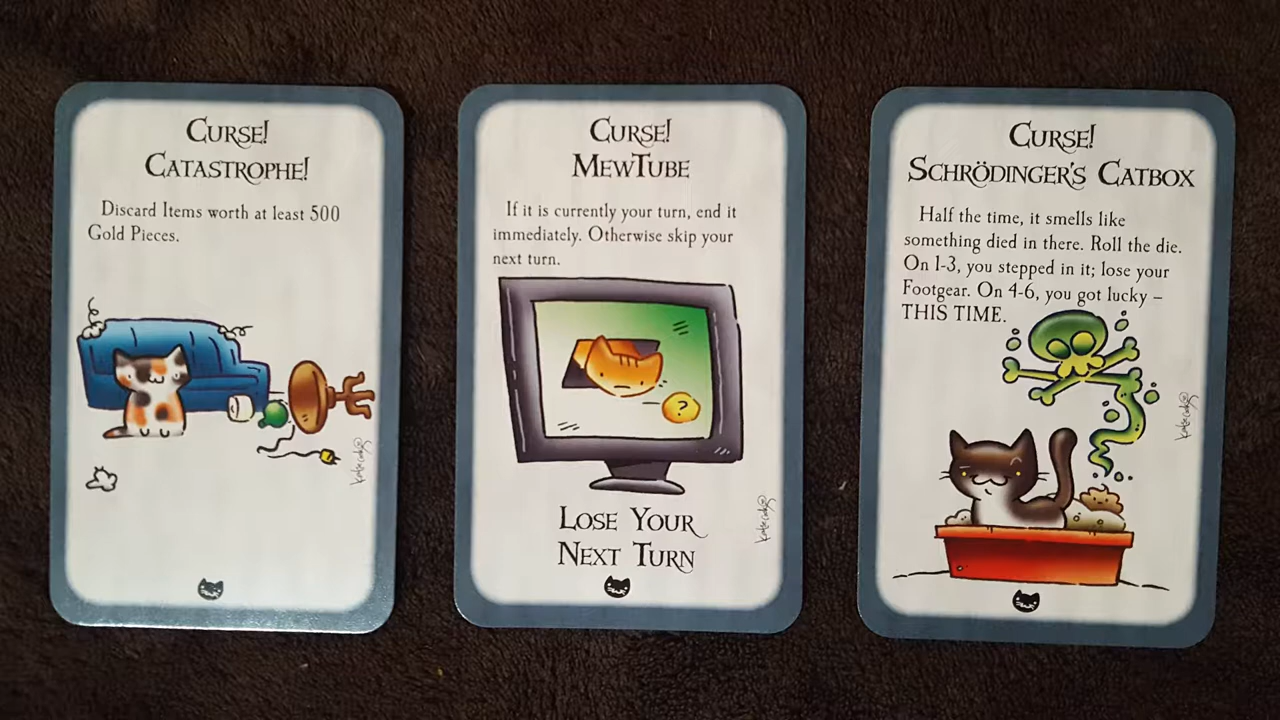 Curse!
Catastrophe!
Discard Items worth at least 500
Gold Pieces.
Curse!
MewTube
If it is currently your turn, end it
immediately. Otherwise skip your
next turn.
?
Lose Your
Next Turn
Curse!
Schrödinger's Catbox
Half the time, it smells like
something died in there. Roll the die.
On 1-3, you stepped in it; lose your
Footgear. On 4-6, you got lucky –
THIS TIME.